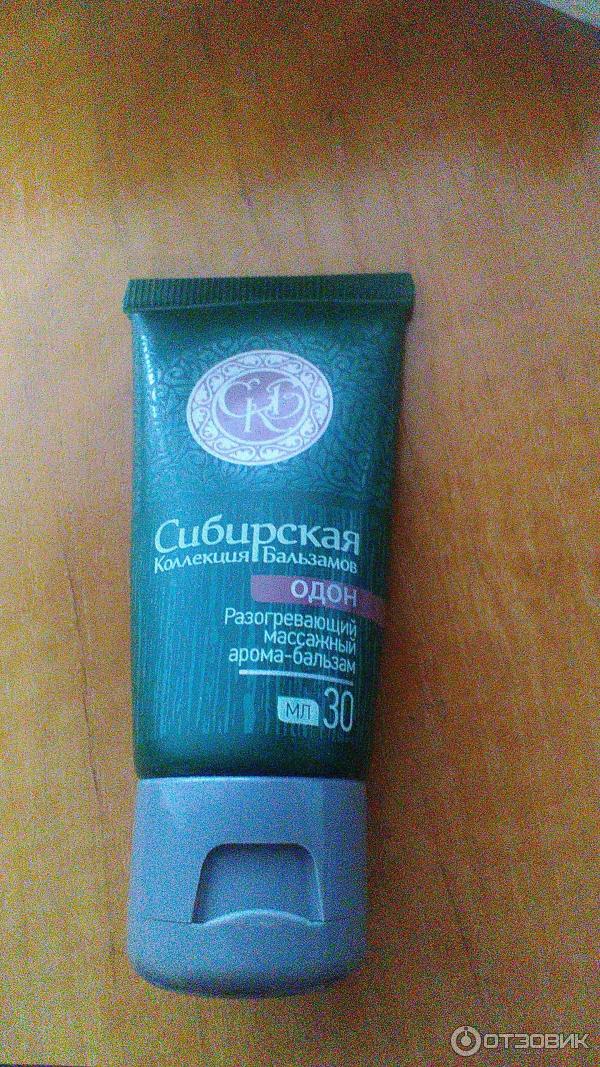 СКБ
Сибирская
Коллекция Бальзамов
ОДОН
Разогревающий
массажный
арома-бальзам
МЛ 30
ОТЗОВИК